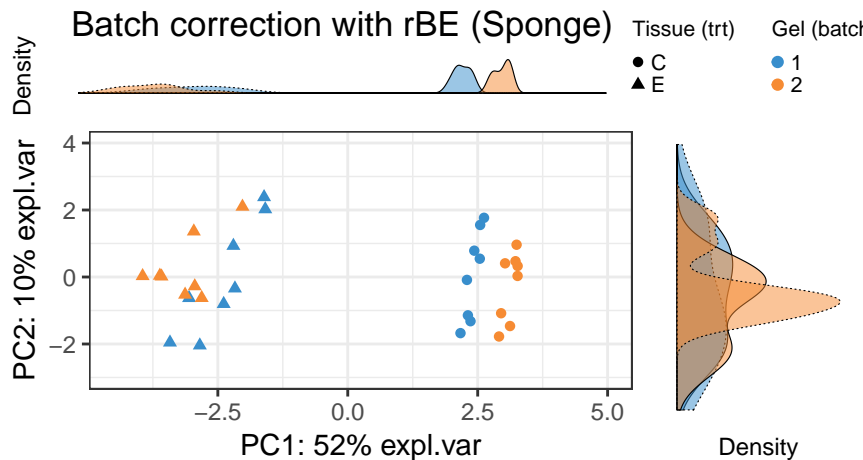 Batch correction with rBE (Sponge)
Tissue (trt)
C
E
Gel (batch
1
2
Density
PC2: 10% expl.var
4
2
0
−2
−2.5
0.0
2.5
5.0
PC1: 52% expl.var
Density